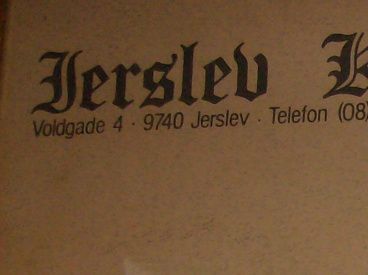 Jerslev K
Voldgade 4 · 9740 Jerslev · Telefon (08)